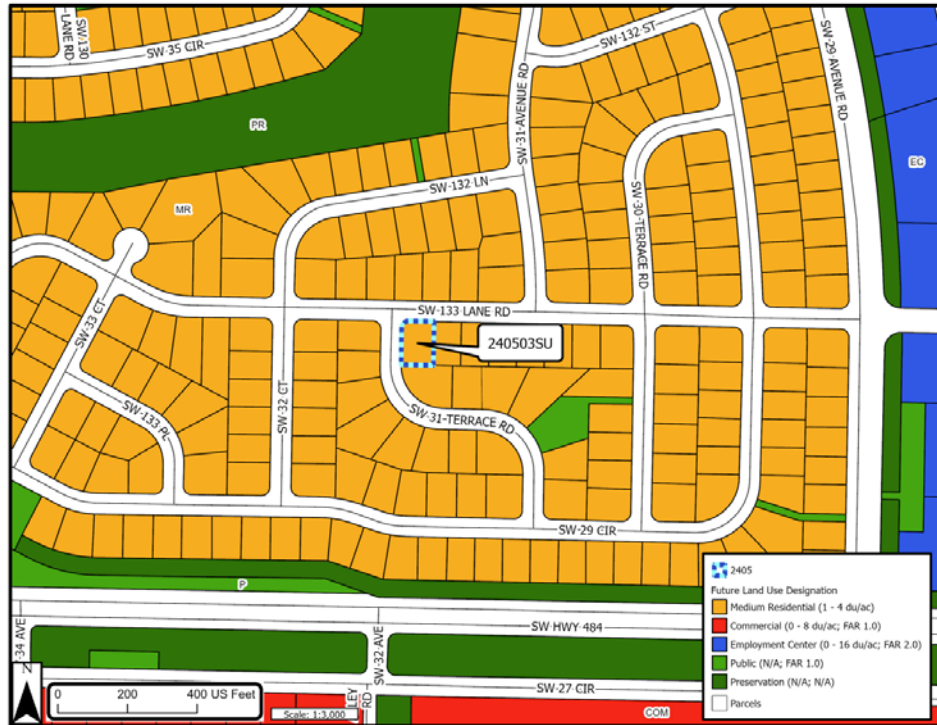 SW-130
LANE RD
SW-35 CIR
SW-132 ST
SW-29-AVENUE RD
SW-31-AVENUE RD
PR
EC
SW-132 LN
SW-30-TERRACE RD
MR
SW-133 LANE RD
SW-33 CT
240503SU
SW-32 CT
SW-31-TERRACE RD
SW-133 PL
SW-29 CIR
P
SW HWY 484
SW-32 AVE
SW-27 CIR
RD
COM
N
0 200 400 US Feet
Scale: 1:3,000
2405
Future Land Use Designation
Medium Residential (1 - 4 du/ac)
Commercial (0 - 8 du/ac; FAR 1.0)
Employment Center (0 - 16 du/ac; FAR 2.0)
Public (N/A; FAR 1.0)
Preservation (N/A; N/A)
Parcels